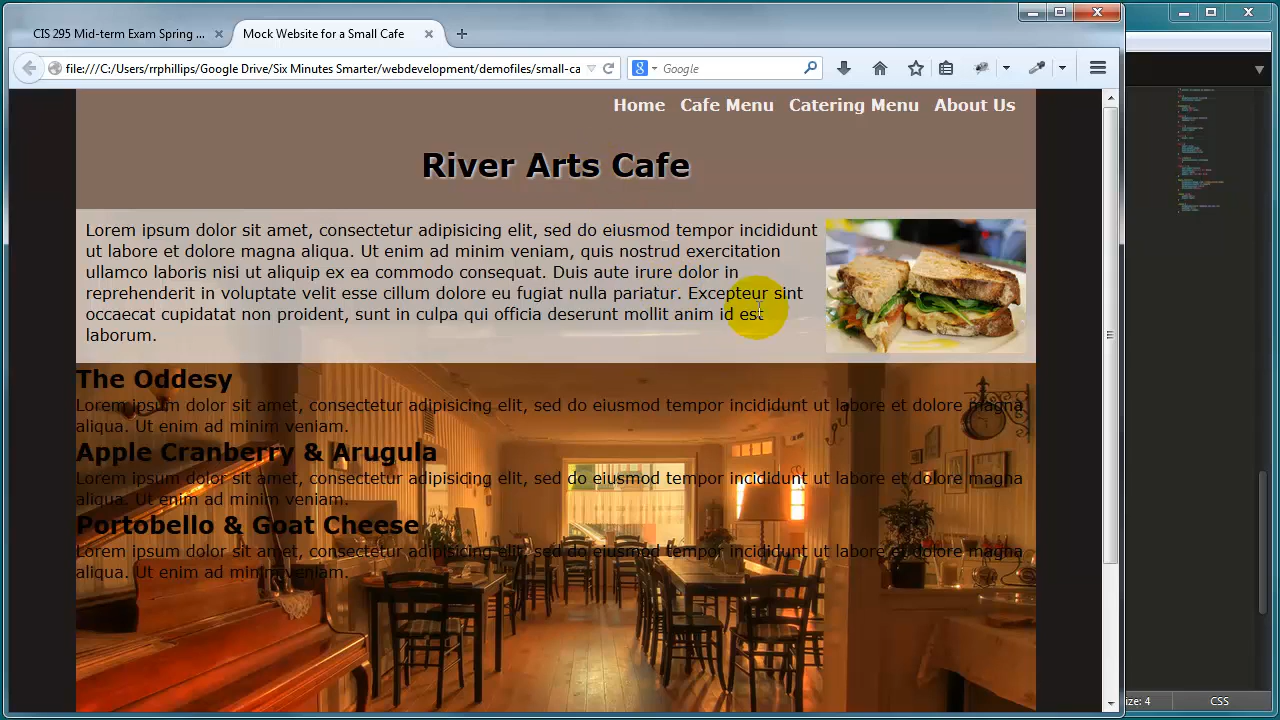 CIS 295 Mid-term Exam Spring ...
Mock Website for a Small Cafe
file:///C:/Users/rrphillips/Google Drive/Six Minutes Smarter/webdevelopment/demofiles/small-ca
Google
Home Cafe Menu Catering Menu About Us
River Arts Cafe
Lorem ipsum dolor sit amet, consectetur adipisicing elit, sed do eiusmod tempor incididunt
ut labore et dolore magna aliqua. Ut enim ad minim veniam, quis nostrud exercitation
ullamco laboris nisi ut aliquip ex ea commodo consequat. Duis aute irure dolor in
reprehenderit in voluptate velit esse cillum dolore eu fugiat nulla pariatur. Excepteur sint
occaecat cupidatat non proident, sunt in culpa qui officia deserunt mollit anim id est
laborum.
The Oddesy
Lorem ipsum dolor sit amet, consectetur adipisicing elit, sed do eiusmod tempor incididunt ut labore et dolore magna
aliqua. Ut enim ad minim veniam.
Apple Cranberry & Arugula
Lorem ipsum dolor sit amet, consectetur adipisicing elit, sed do eiusmod tempor incididunt ut labore et dolore magna
aliqua. Ut enim ad minim veniam.
Portobello & Goat Cheese
Lorem ipsum dolor sit amet, consectetur adipisicing elit, sed do eiusmod tempor incididunt ut labore et dolore magna
aliqua. Ut enim ad minim veniam.
ize: 4 CSS